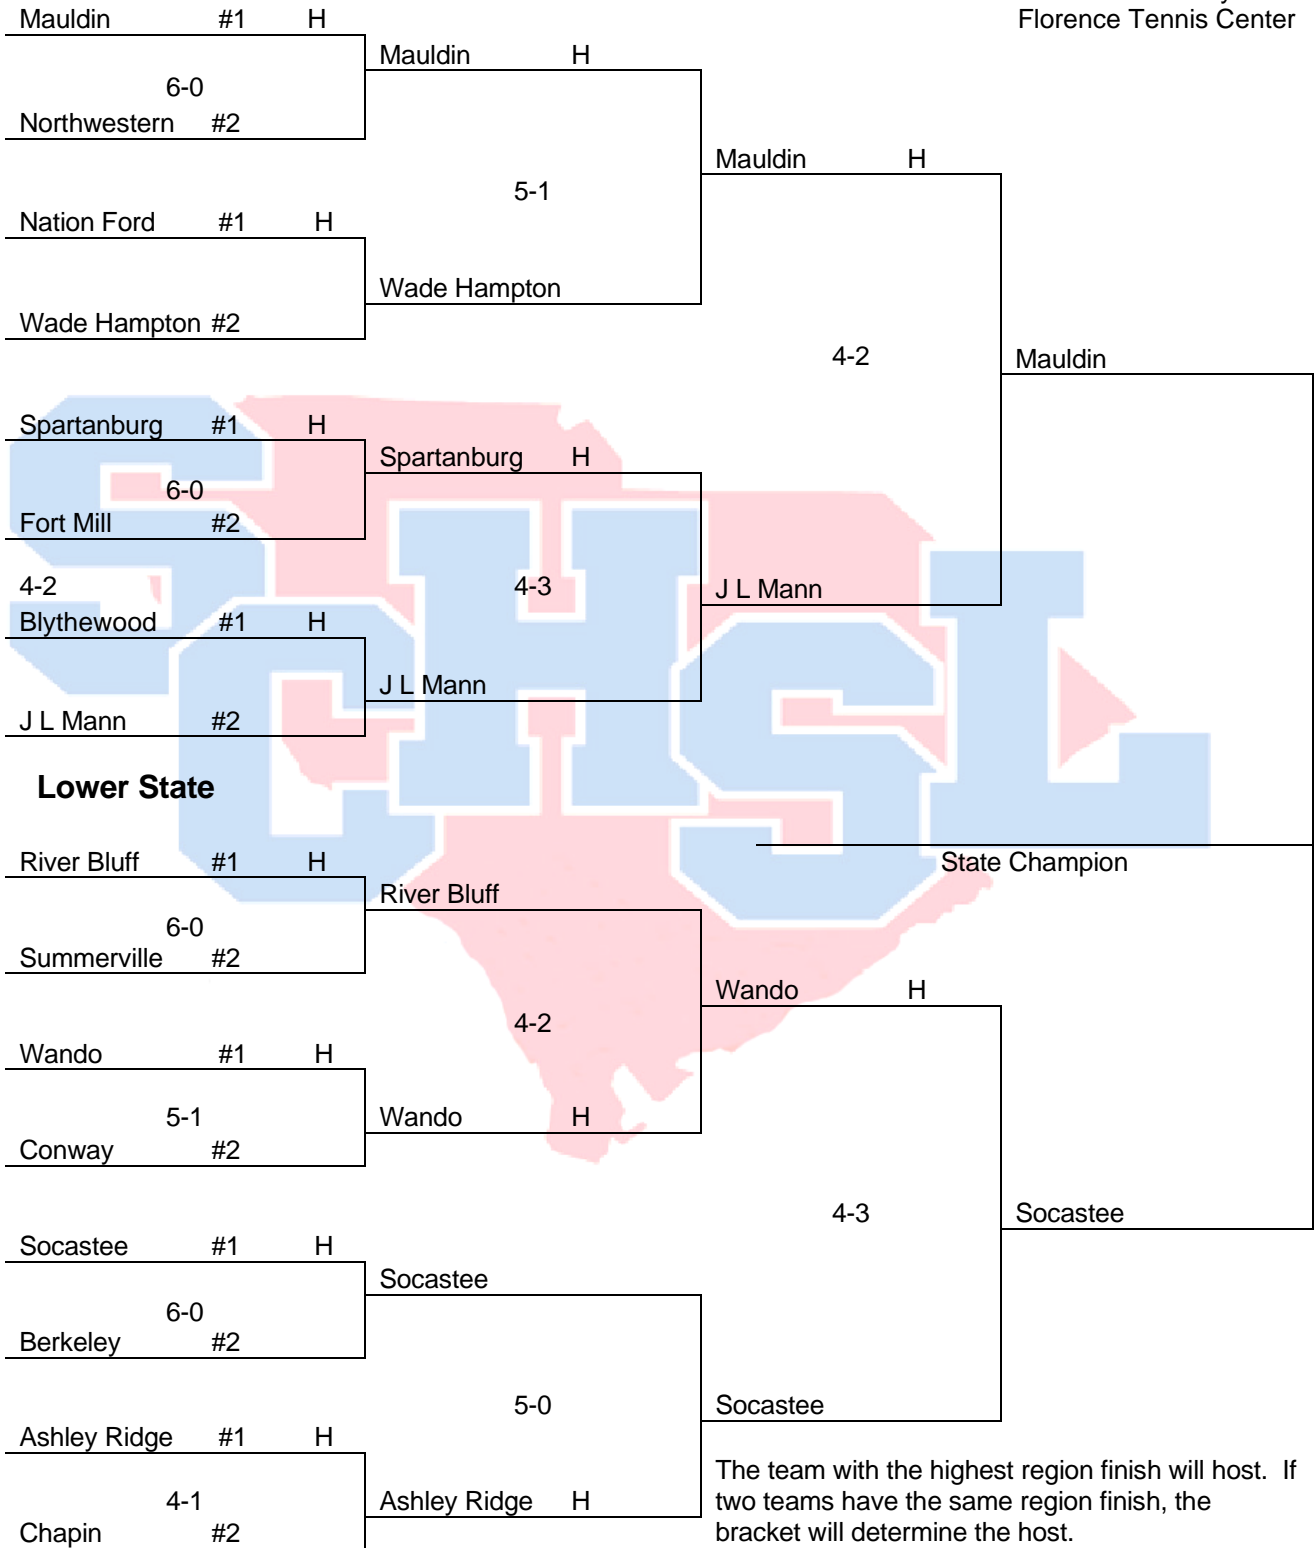 Florence Tennis Center
Mauldin #1 H
Mauldin H
6-0
Northwestern #2
Mauldin H
5-1
Nation Ford #1 H
Wade Hampton
Wade Hampton #2
4-2
Mauldin
Spartanburg #1 H
Spartanburg H
6-0
Fort Mill #2
4-2
4-3
J L Mann
Blythewood #1 H
J L Mann
J L Mann #2
Lower State
River Bluff #1 H
State Champion
River Bluff
6-0
Summerville #2
Wando H
4-2
Wando #1 H
5-1
Wando H
Conway #2
4-3
Socastee
Socastee #1 H
Socastee
6-0
Berkeley #2
5-0
Socastee
Ashley Ridge #1 H
4-1
Ashley Ridge H
Chapin #2
The team with the highest region finish will host. If
two teams have the same region finish, the
bracket will determine the host.
SCHSL